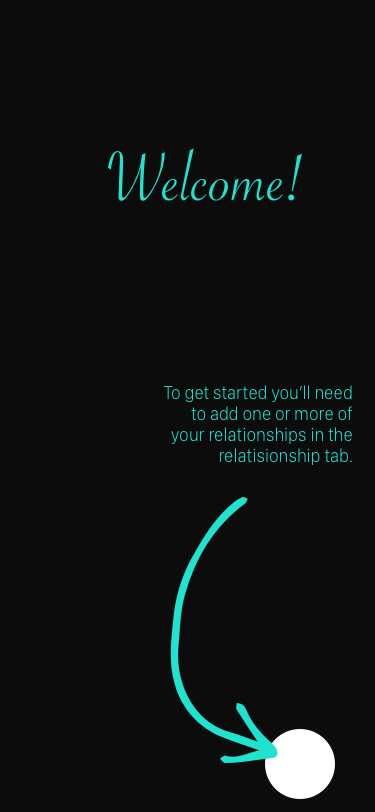 Welcome!
To get started you’ll need
to add one or more of
your relationships in the
relatisionship tab.